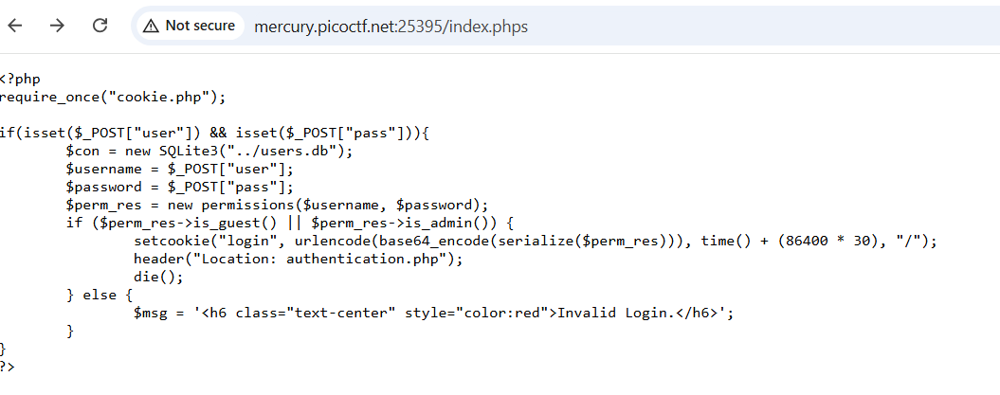 Not secure mercury.picoctf.net:25395/index.phps
<?php
require_once("cookie.php");
if(isset($_POST["user"]) && isset($_POST["pass"])){
$con = new SQLite3("../users.db");
$username = $_POST["user"];
$password = $_POST["pass"];
$perm_res = new permissions($username, $password);
if ($perm_res->is_guest() || $perm_res->is_admin()) {
setcookie("login", urlencode(base64_encode(serialize($perm_res))), time() + (86400 * 30), "/");
header("Location: authentication.php");
die();
} else {
$msg = '<h6 class="text-center" style="color:red">Invalid Login.</h6>';
}
}
?>